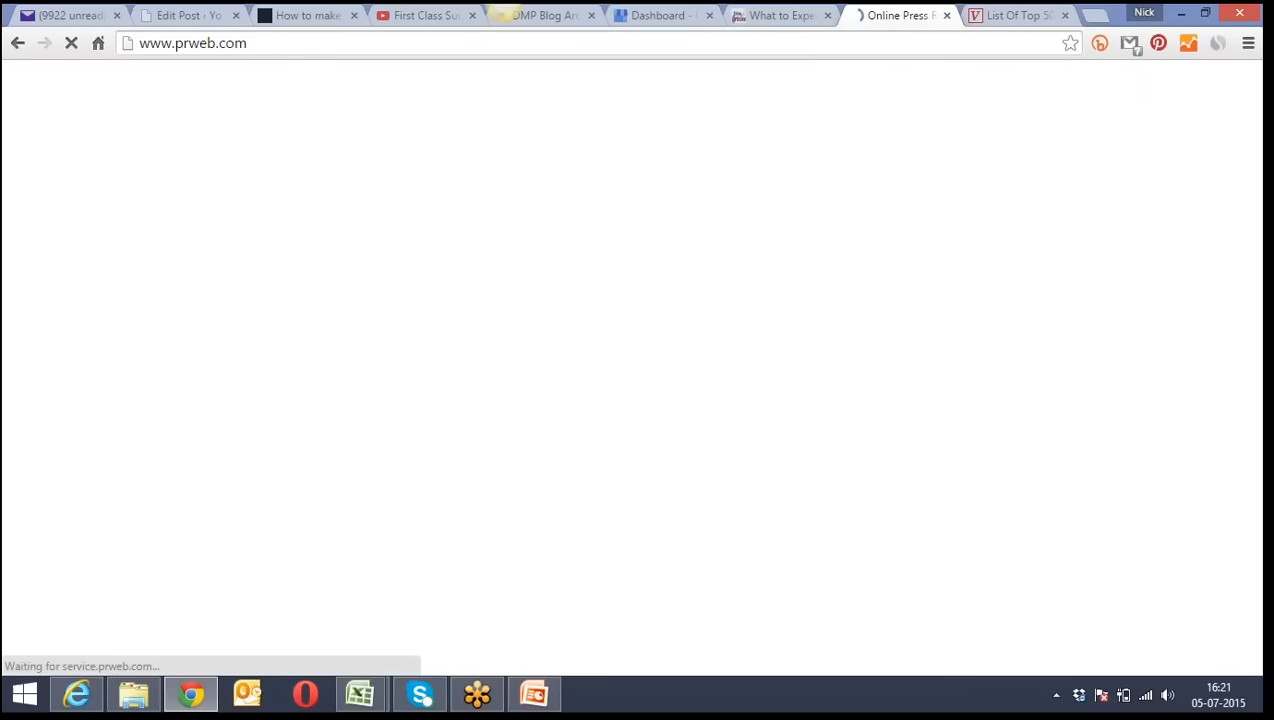 (9922 unread)
Edit Post ‹ Yo
How to make
First Class Su
DMP Blog Arc
Dashboard -
What to Expe
Online Press R
List Of Top 5
Nick
www.prweb.com
Waiting for service.prweb.com...
16:21
05-07-2015